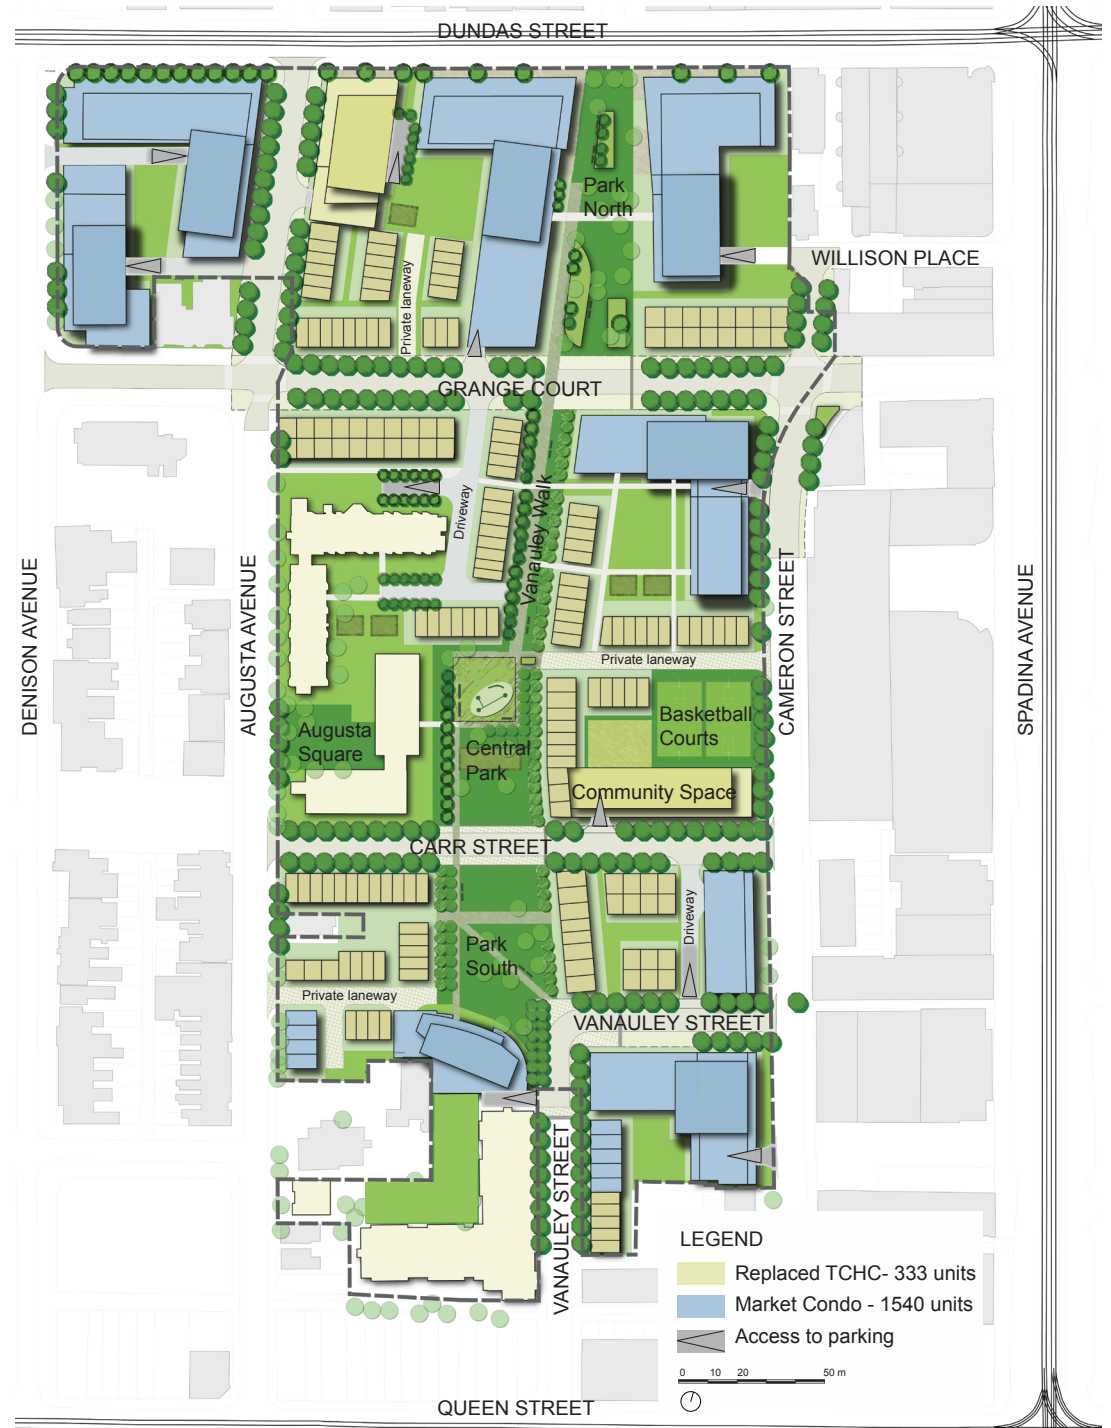 DUNDAS STREET
Park
North
WILLISON PLACE
Private laneway
GRANGE COURT
Driveway
Vanauley Walk
DENISON AVENUE
AUGUSTA AVENUE
CAMERON STREET
SPADINA AVENUE
Private laneway
Augusta
Square
Central
Park
Basketball
Courts
Community Space
CARR STREET
Driveway
Park
South
Private laneway
VANAULEY STREET
VANAULEY STREET
LEGEND
Replaced TCHC- 333 units
Market Condo - 1540 units
Access to parking
0 10 20 50 m
QUEEN STREET